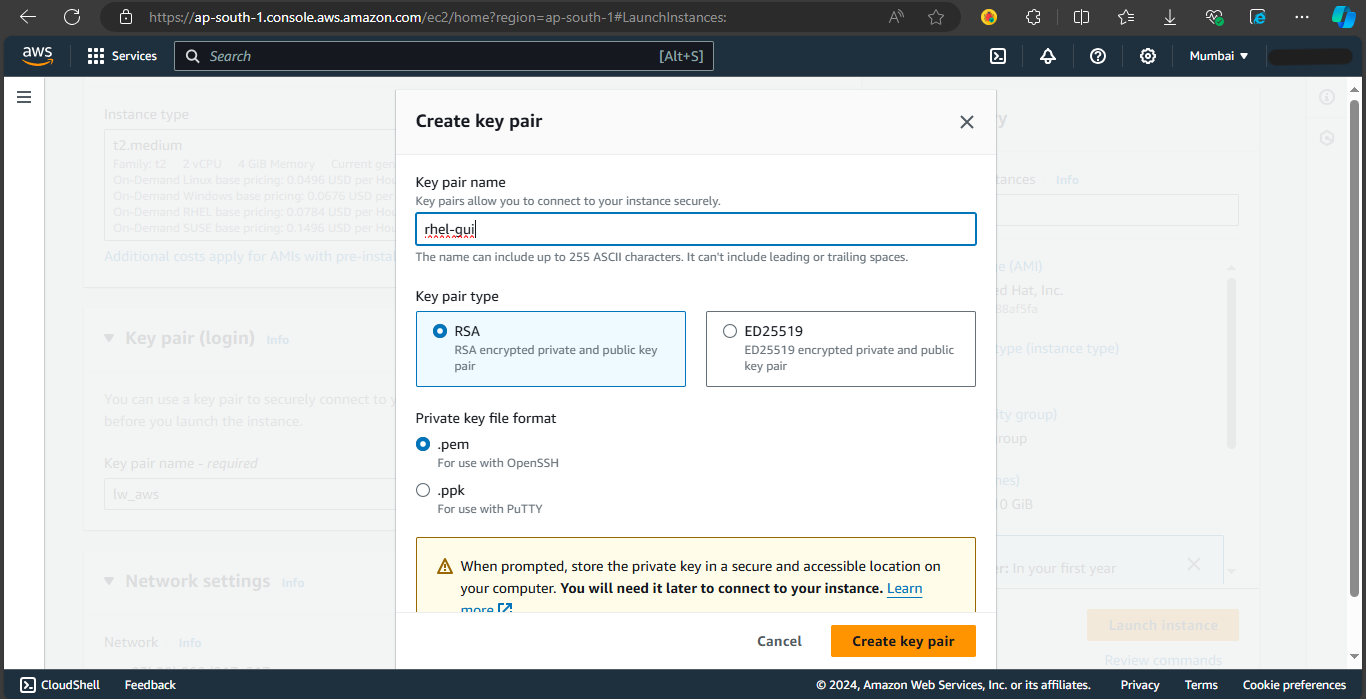 https://ap-south-1.console.aws.amazon.com/ec2/home?region=ap-south-1#LaunchInstances:
aws
Services
Search
[Alt+S]
Mumbai
Instance type
t2.medium
Family: t2 2 vCPU 4 GiB Memory Current gen
On-Demand Linux base pricing: 0.0496 USD per Hou
On-Demand Windows base pricing: 0.0676 USD per
On-Demand RHEL base pricing: 0.0784 USD per Hou
On-Demand SUSE base pricing: 0.1496 USD per Hou
Additional costs apply for AMIs with pre-instal
Key pair (login) Info
You can use a key pair to securely connect to y
before you launch the instance.
Key pair name - required
lw_aws
Network settings Info
Network Info
Create key pair
Key pair name
Key pairs allow you to connect to your instance securely.
rhel-gui
The name can include up to 255 ASCII characters. It can't include leading or trailing spaces.
Key pair type
RSA
RSA encrypted private and public key
pair
ED25519
ED25519 encrypted private and public
key pair
Private key file format
.pem
For use with OpenSSH
.ppk
For use with PuTTY
When prompted, store the private key in a secure and accessible location on
your computer. You will need it later to connect to your instance. Learn
more
Cancel
Create key pair
y
tances Info
e (AMI)
ed Hat, Inc.
88af5fa
type (instance type)
ity group)
roup
mes)
0 GiB
er: In your first year
Launch instance
Review commands
CloudShell
Feedback
© 2024, Amazon Web Services, Inc. or its affiliates.
Privacy
Terms
Cookie preferences